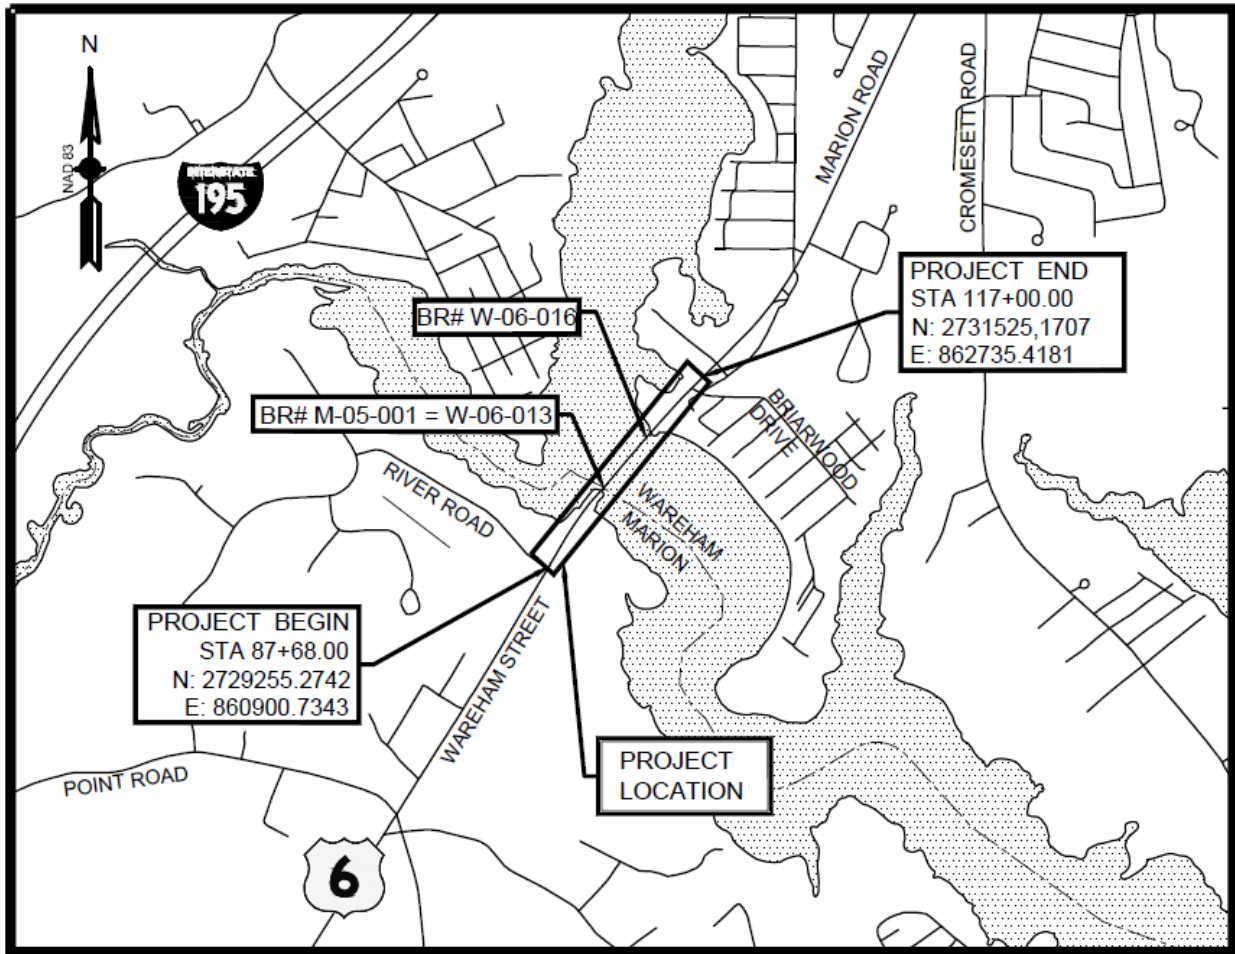 N
NAD 83
INTERSTATE
195
MARION ROAD
CROMESETT ROAD
PROJECT END
STA 117+00.00
N: 2731525,1707
E: 862735.4181
BR# W-06-016
BR# M-05-001 = W-06-013
BRIARWOOD
DRIVE
RIVER ROAD
WAREHAM
MARION
PROJECT BEGIN
STA 87+68.00
N: 2729255.2742
E: 860900.7343
WAREHAM STREET
PROJECT
LOCATION
POINT ROAD
6